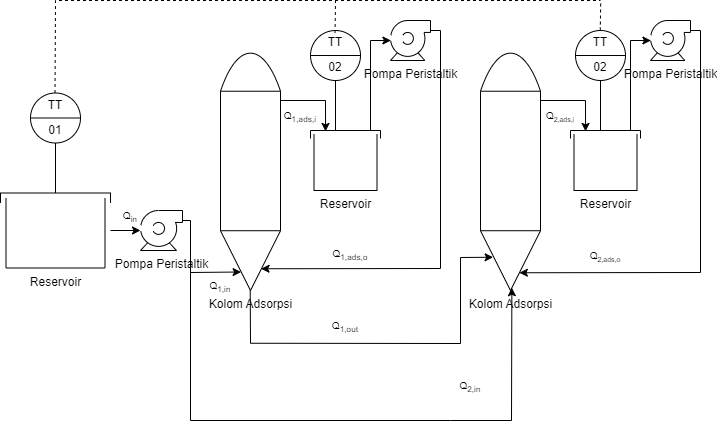 TT
02
Pompa Peristaltik
TT
02
Pompa Peristaltik
TT
01
Q1,ads,i
Q2,ads,i
Reservoir
Reservoir
Qin
Pompa Peristaltik
Reservoir
Q1,ads,o
Q2,ads,o
Q1,in
Kolom Adsorpsi
Kolom Adsorpsi
Q1,out
Q2,in